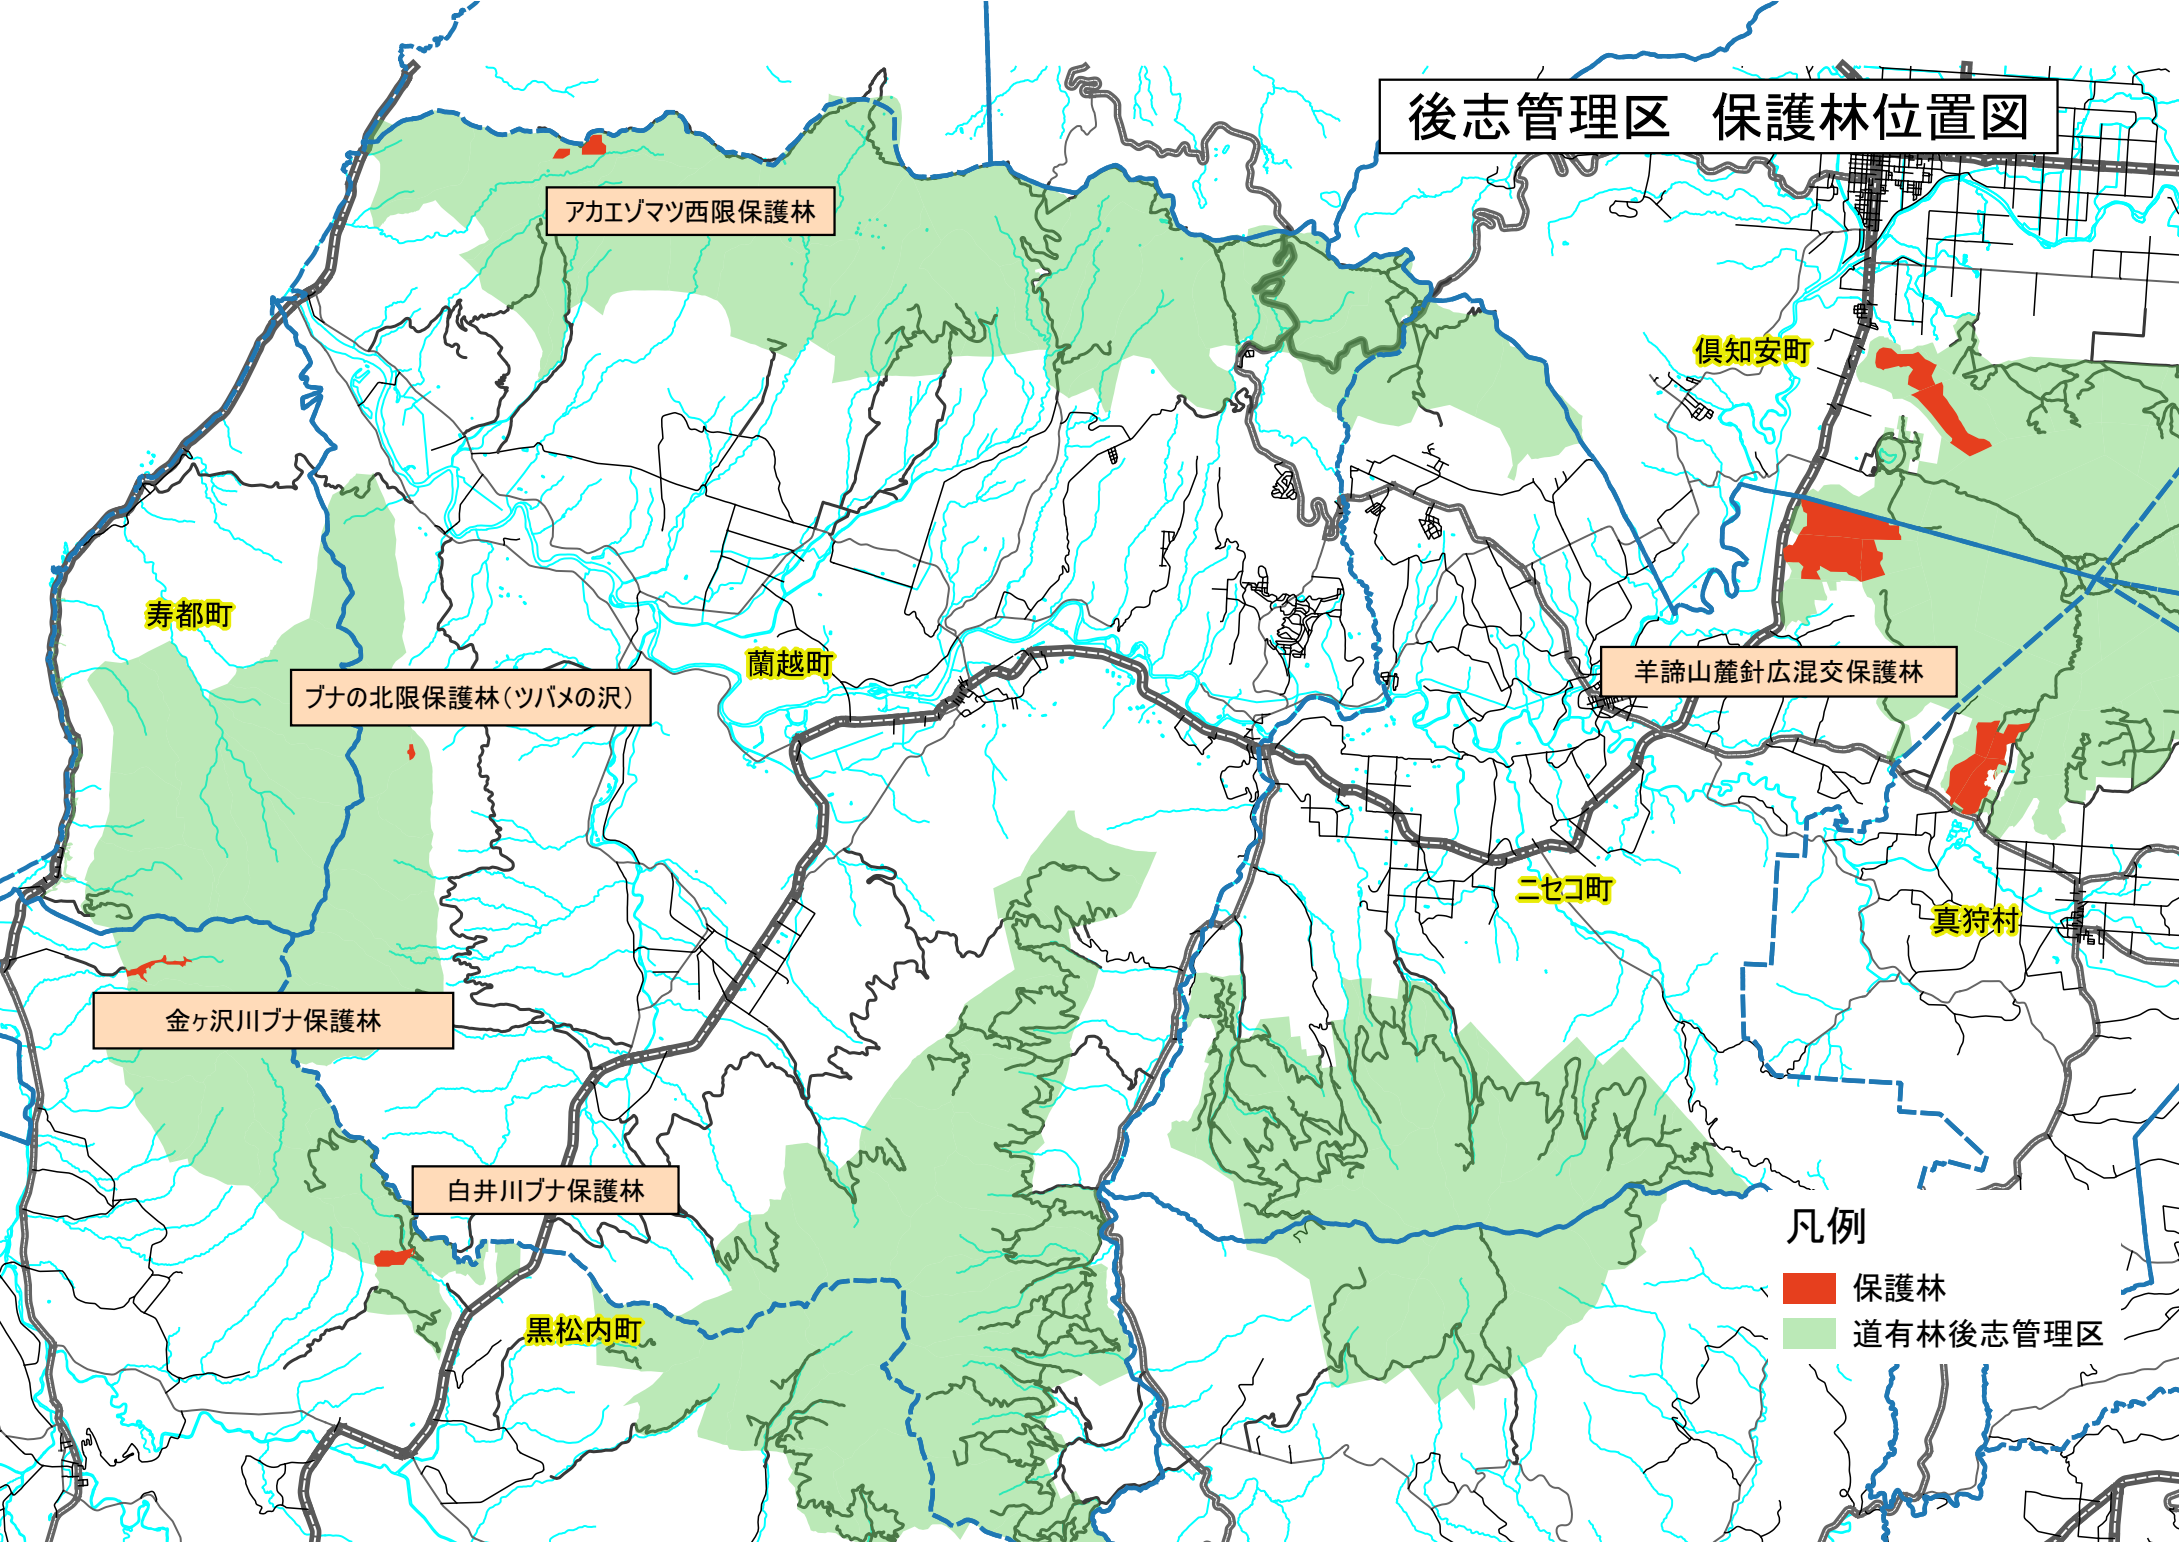 後志管理区　保護林位置図
アカエゾマツ西限保護林
倶知安町
寿都町
蘭越町
羊諦山麓針広混交保護林
ブナの北限保護林（ツバメの沢）
ニセコ町
真狩村
金ヶ沢川ブナ保護林
白井川ブナ保護林
黒松内町
凡例
保護林
道有林後志管理区